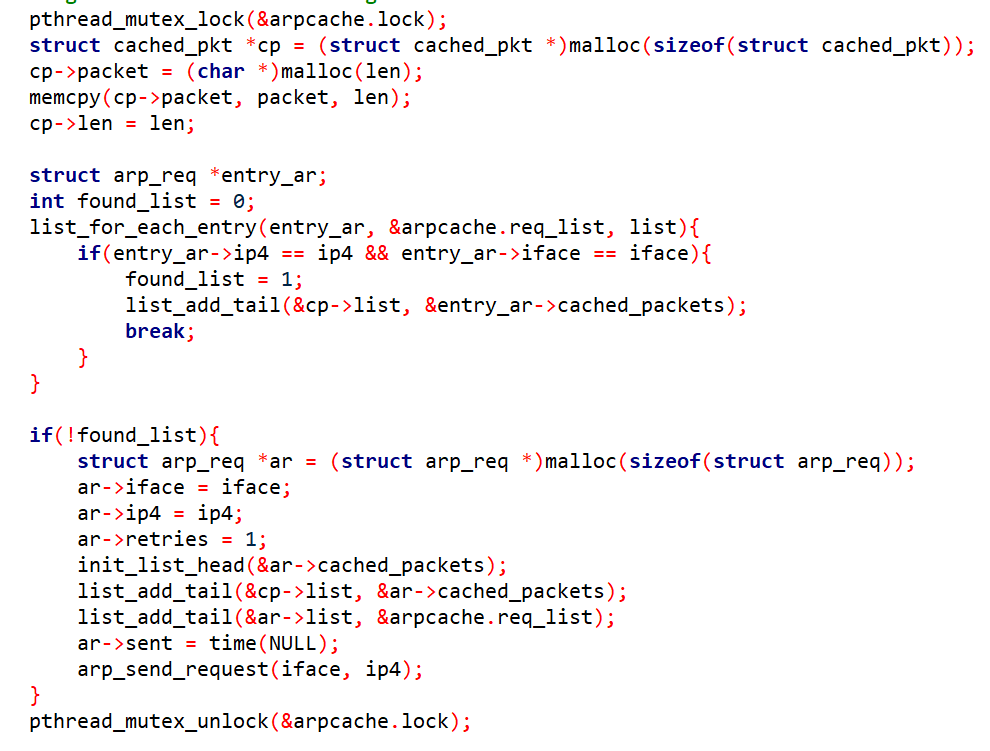 pthread_mutex_lock(&arpcache.lock);
struct cached_pkt *cp = (struct cached_pkt *)malloc(sizeof(struct cached_pkt));
cp->packet = (char *)malloc(len);
memcpy(cp->packet, packet, len);
cp->len = len;

struct arp_req *entry_ar;
int found_list = 0;
list_for_each_entry(entry_ar, &arpcache.req_list, list){
    if(entry_ar->ip4 == ip4 && entry_ar->iface == iface){
        found_list = 1;
        list_add_tail(&cp->list, &entry_ar->cached_packets);
        break;
    }
}

if(!found_list){
    struct arp_req *ar = (struct arp_req *)malloc(sizeof(struct arp_req));
    ar->iface = iface;
    ar->ip4 = ip4;
    ar->retries = 1;
    init_list_head(&ar->cached_packets);
    list_add_tail(&cp->list, &ar->cached_packets);
    list_add_tail(&ar->list, &arpcache.req_list);
    ar->sent = time(NULL);
    arp_send_request(iface, ip4);
}
pthread_mutex_unlock(&arpcache.lock);